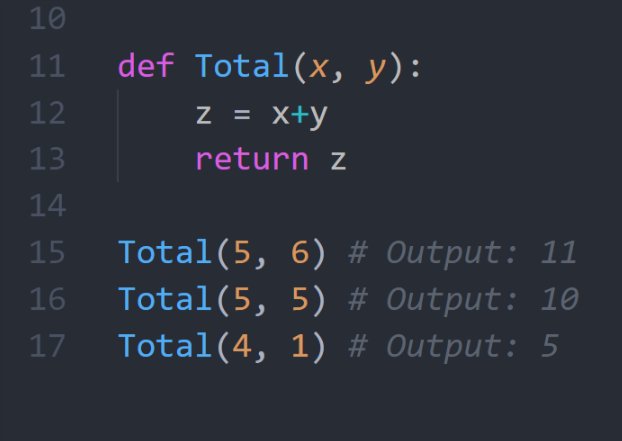 10
11 def Total(x, y):
12 z = x+y
13 return z
14
15 Total(5, 6) # Output: 11
16 Total(5, 5) # Output: 10
17 Total(4, 1) # Output: 5